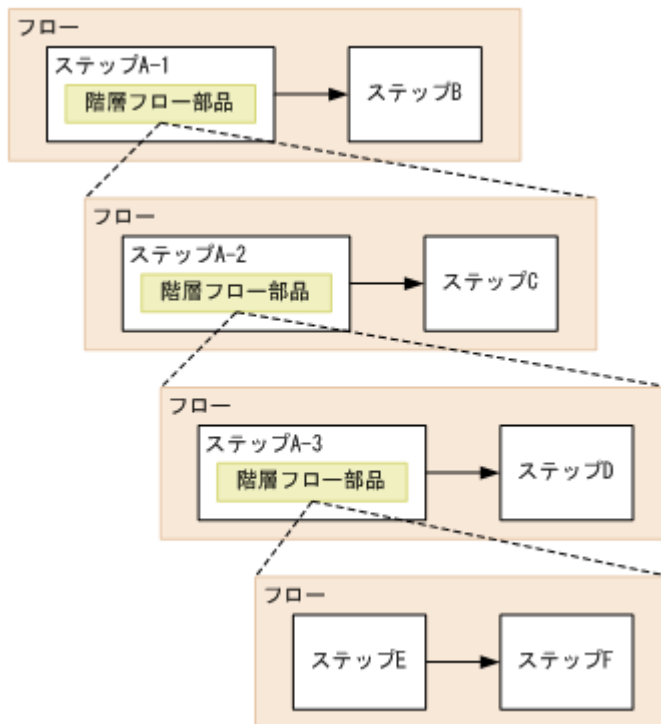 フロー
ステップA-1
階層フロー部品
ステップB
フロー
ステップA-2
階層フロー部品
ステップC
フロー
ステップA-3
階層フロー部品
ステップD
フロー
ステップE
ステップF